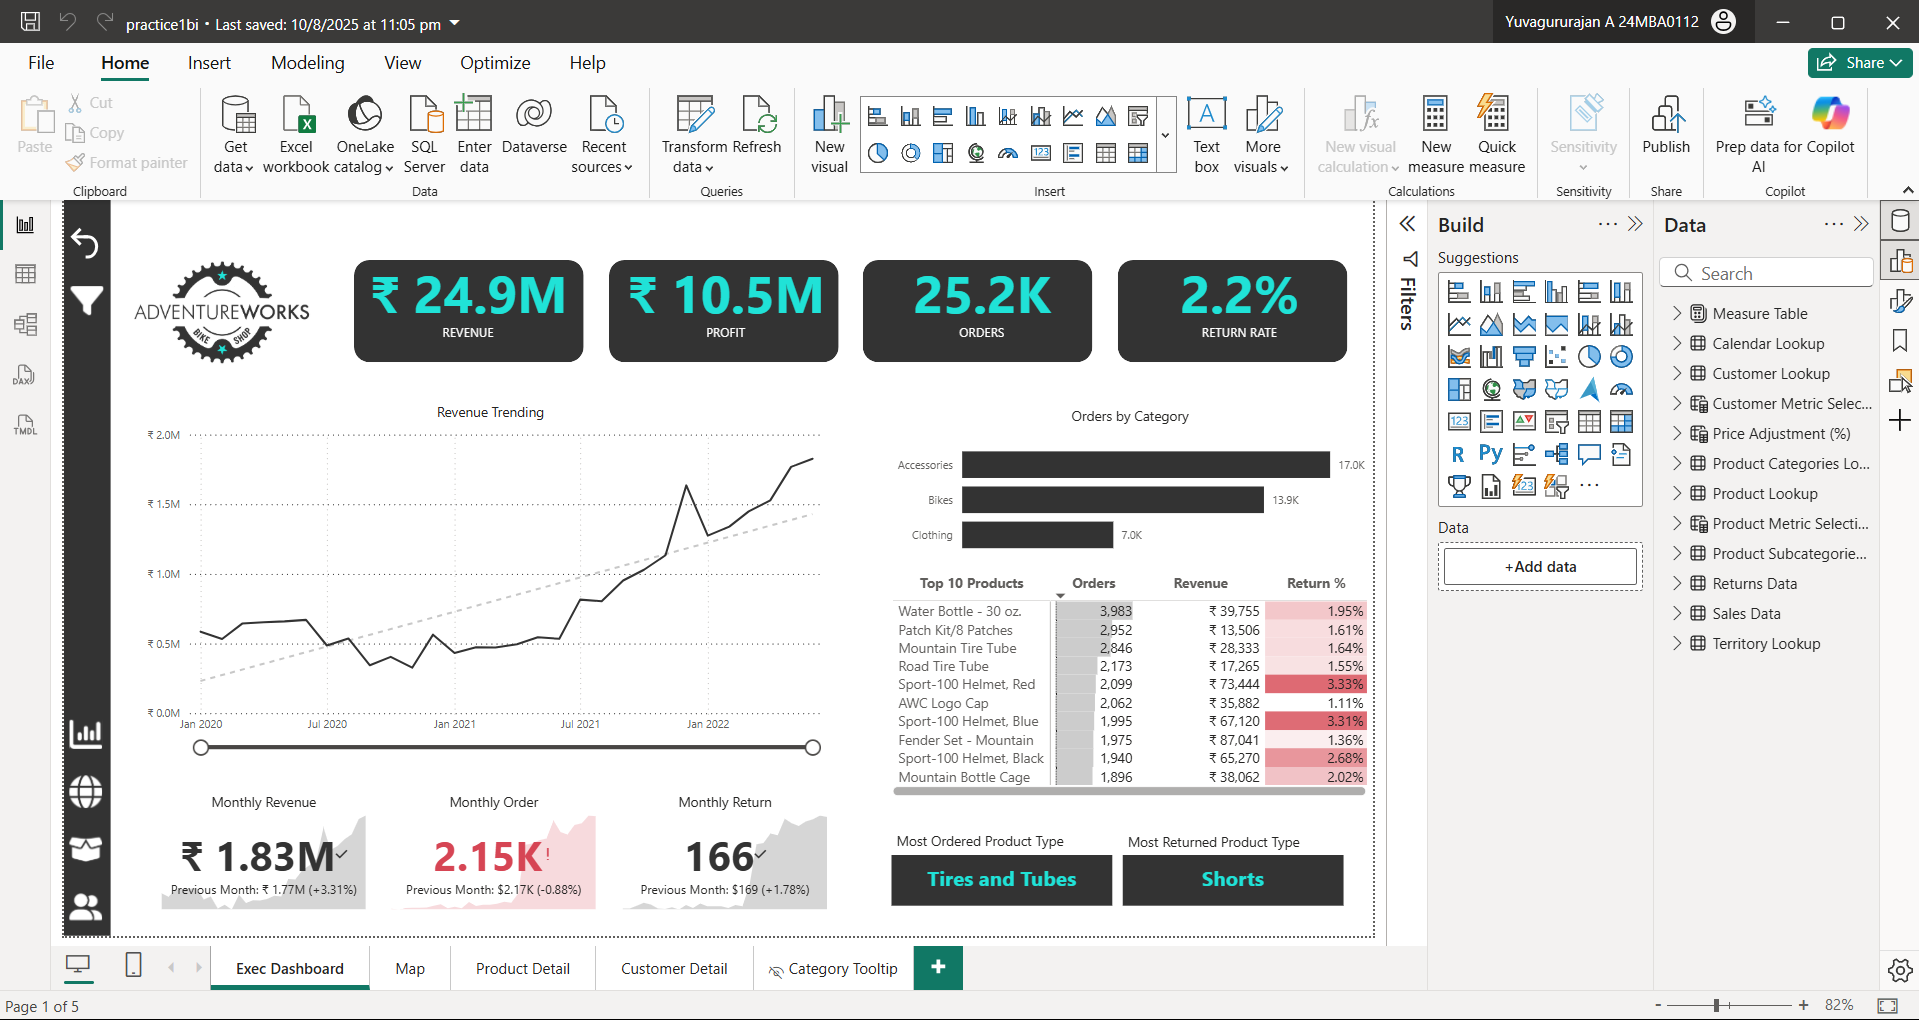 practice1bi • Last saved: 10/8/2025 at 11:05 pm
Yuvagururajan A 24MBA0112
File Home Insert Modeling View Optimize Help
Share
Paste
Cut
Copy
Format painter
Clipboard
Get data
Excel workbook
OneLake catalog
SQL Server
Enter data
Dataverse
Recent sources
Data
Transform data
Refresh
Queries
New visual
Text box
More visuals
Insert
New visual calculation
New measure
Quick measure
Calculations
Sensitivity
Sensitivity
Publish
Share
Prep data for AI
Copilot
Copilot
ADVENTUREWORKS
BIKE SHOP
₹ 24.9M
REVENUE
₹ 10.5M
PROFIT
25.2K
ORDERS
2.2%
RETURN RATE
Revenue Trending
₹ 2.0M
₹ 1.5M
₹ 1.0M
₹ 0.5M
₹ 0.0M
Jan 2020 Jul 2020 Jan 2021 Jul 2021 Jan 2022
Orders by Category
Accessories 17.0K
Bikes 13.9K
Clothing 7.0K
Top 10 Products Orders Revenue Return %
Water Bottle - 30 oz. 3,983 ₹ 39,755 1.95%
Patch Kit/8 Patches 2,952 ₹ 13,506 1.61%
Mountain Tire Tube 2,846 ₹ 28,333 1.64%
Road Tire Tube 2,173 ₹ 17,265 1.55%
Sport-100 Helmet, Red 2,099 ₹ 73,444 3.33%
AWC Logo Cap 2,062 ₹ 35,882 1.11%
Sport-100 Helmet, Blue 1,995 ₹ 67,120 3.31%
Fender Set - Mountain 1,975 ₹ 87,041 1.36%
Sport-100 Helmet, Black 1,940 ₹ 65,270 2.68%
Mountain Bottle Cage 1,896 ₹ 38,062 2.02%
Monthly Revenue
₹ 1.83M
Previous Month: ₹ 1.77M (+3.31%)
Monthly Order
2.15K!
Previous Month: $2.17K (-0.88%)
Monthly Return
166
Previous Month: $169 (+1.78%)
Most Ordered Product Type
Tires and Tubes
Most Returned Product Type
Shorts
Filters
Build
Suggestions
123
R Py
123
Data
+Add data
Data
Search
Measure Table
Calendar Lookup
Customer Lookup
Customer Metric Selec...
Price Adjustment (%)
Product Categories Lo...
Product Lookup
Product Metric Selecti...
Product Subcategorie...
Returns Data
Sales Data
Territory Lookup
DAX
TMDL
Exec Dashboard Map Product Detail Customer Detail Category Tooltip +
Page 1 of 5
- + 82%